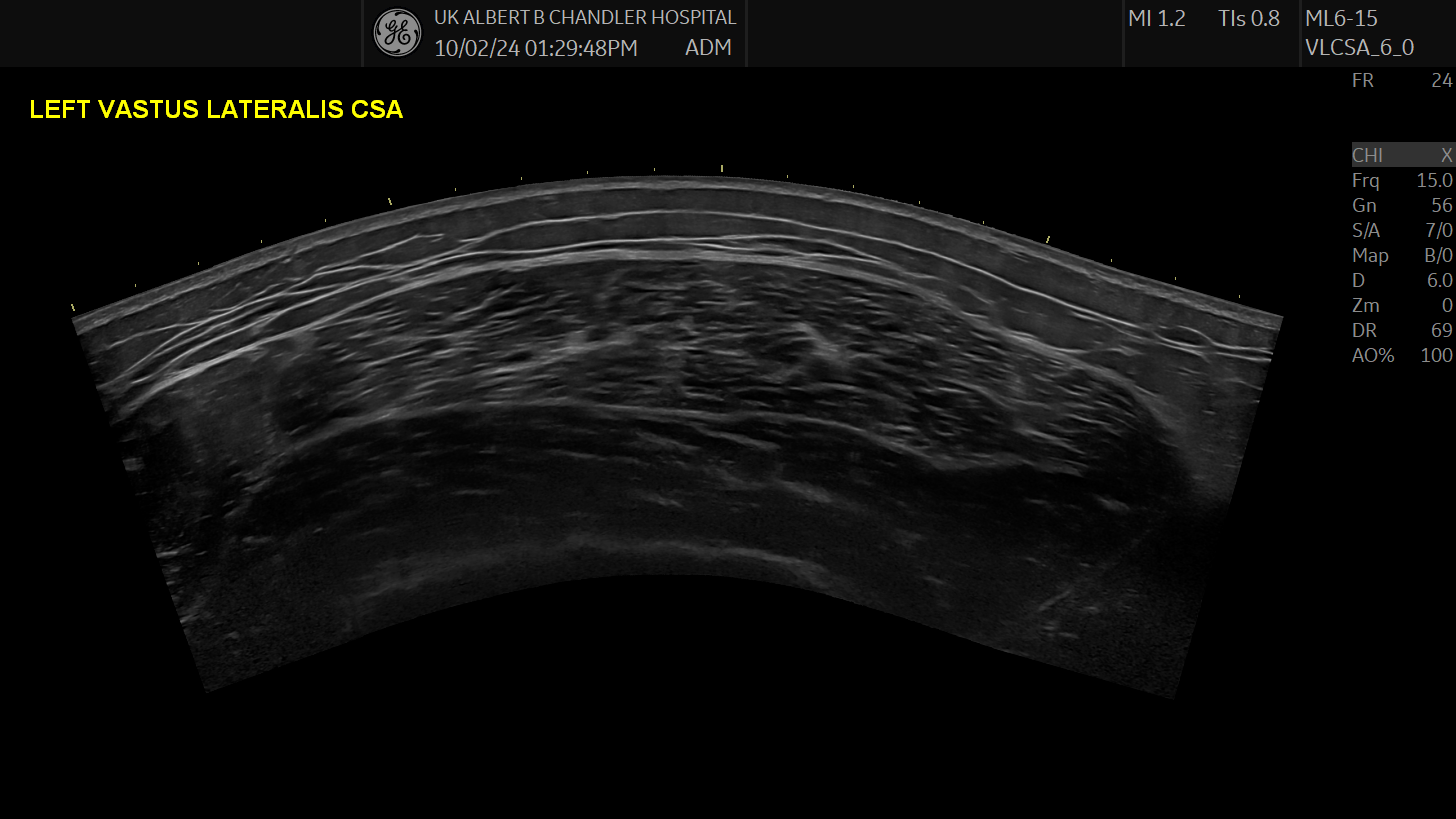 UK ALBERT B CHANDLER HOSPITAL
10/02/24 01:29:48PM ADM
MI 1.2 TIs 0.8
ML6-15
VLCSA_6_0
LEFT VASTUS LATERALIS CSA
FR 24
CHI X
Frq 15.0
Gn 56
S/A 7/0
Map B/0
D 6.0
Zm 0
DR 69
AO% 100
GE